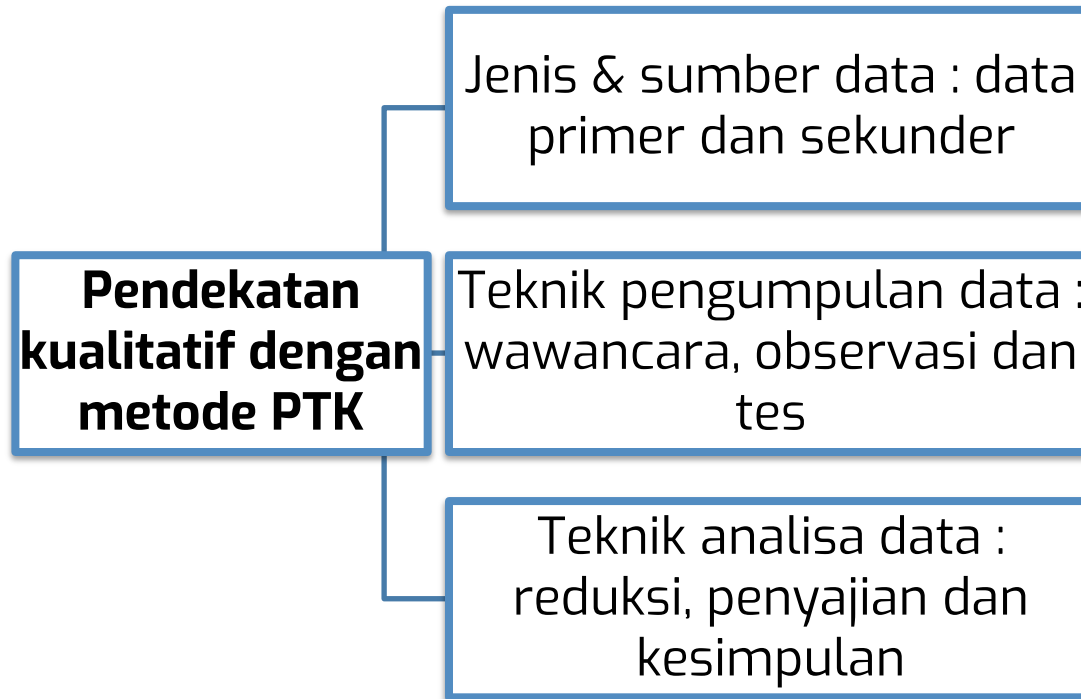 Jenis & sumber data : data
primer dan sekunder
Pendekatan
kualitatif dengan
metode PTK
Teknik pengumpulan data :
wawancara, observasi dan
tes
Teknik analisa data :
reduksi, penyajian dan
kesimpulan